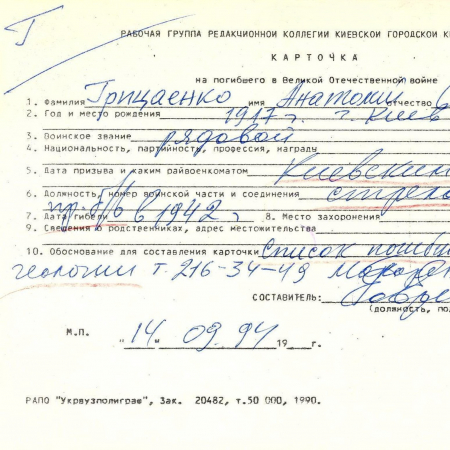 Г
РАБОЧАЯ ГРУППА РЕДАКЦИОННОЙ КОЛЛЕГИИ КИЕВСКОЙ ГОРОДСКОЙ
КАРТОЧКА
на погибшего в Великой Отечественной войне
1. Фамилия Грицаенко имя Анатолий отчество
2. Год и место рождения 1917 г. г. Киев
3. Воинское звание рядовой
4. Национальность, партийность, профессия, награды
5. Дата призыва и каким райвоенкоматом Киевским
6. Должность, номер воинской части и соединения
7. Дата гибели пр. б/в в 1942 г 8. Место захоронения
9. Сведения о родственниках, адрес местожительства
10. Обоснование для составления карточки Список
геологии т. 216-34-49
СОСТАВИТЕЛЬ:
(должность,
М.П. "14" 09.94 19 г.
РАПО "Укрвузполиграф", Зак. 20482, т.50 000, 1990.